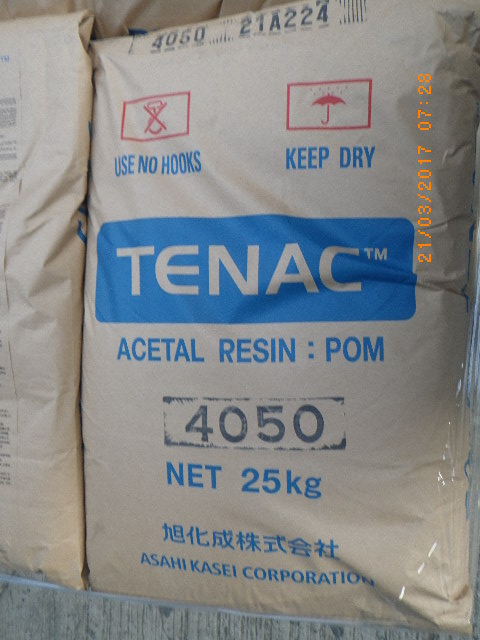 4050 21A224
USE NO HOOKS
KEEP DRY
TENAC™
ACETAL RESIN : POM
4050
NET 25kg
旭化成株式会社
ASAHI KASEI CORPORATION
21/03/2017 07:28